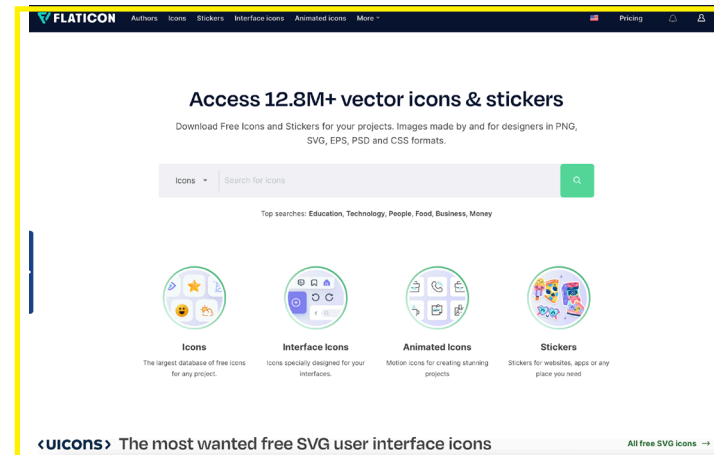 FLATICON Authors Icons Stickers Interface icons Animated icons More Pricing
Access 12.8M+ vector icons & stickers
Download Free Icons and Stickers for your projects. Images made by and for designers in PNG,
SVG, EPS, PSD and CSS formats.
Icons Search for icons
Top searches: Education, Technology, People, Food, Business, Money
Icons
The largest database of free icons
for any project.
Interface Icons
Icons specially designed for your
interfaces.
Animated Icons
Motion icons for creating stunning
projects
Stickers
Stickers for websites, apps or any
place you need
<UICONS> The most wanted free SVG user interface icons All free SVG icons →